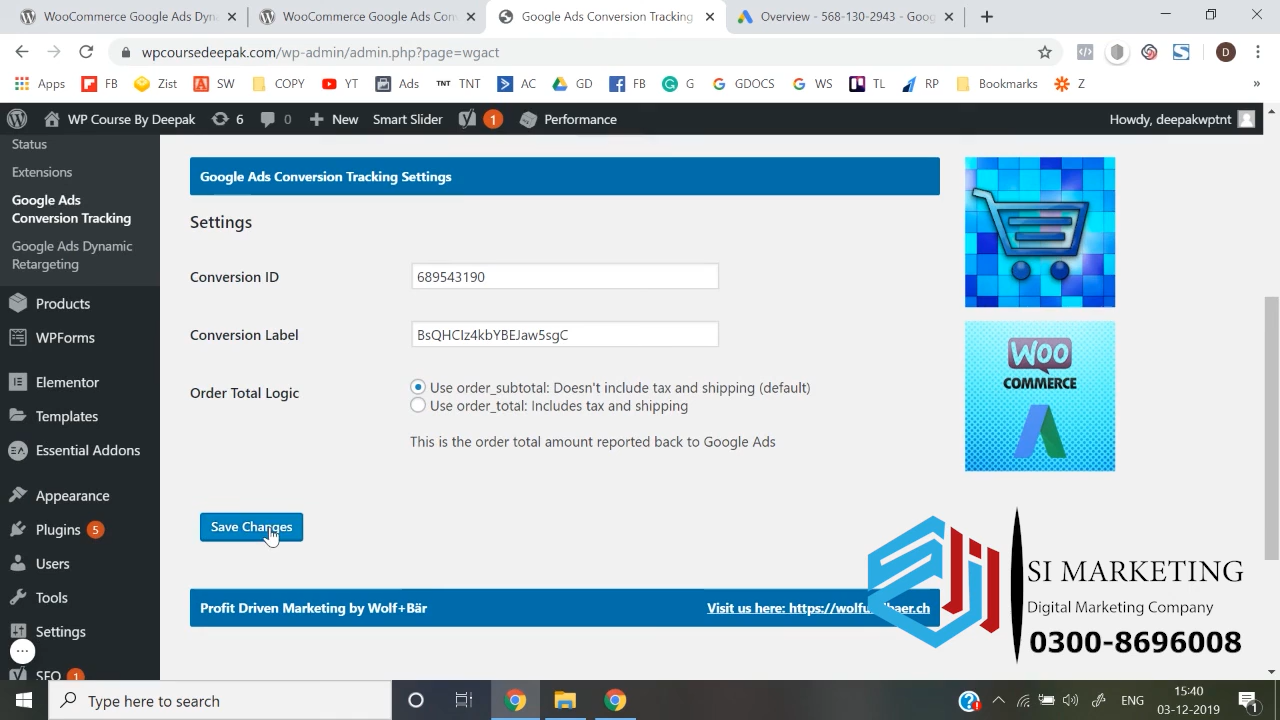 WooCommerce Google Ads Dyn
WooCommerce Google Ads Con
Google Ads Conversion Tracking
Overview - 568-130-2943 - Goog
wpcoursedeepak.com/wp-admin/admin.php?page=wgact
D
Apps FB Zist SW COPY YT Ads TNT TNT AC GD FB G GDOCS WS TL RP Bookmarks Z »
WP Course By Deepak 6 0 New Smart Slider 1 Performance Howdy, deepakwptnt
Status
Extensions
Google Ads
Conversion Tracking
Google Ads Dynamic
Retargeting
Products
WPForms
Elementor
Templates
Essential Addons
Appearance
Plugins 5
Users
Tools
Settings
SEO 1
Google Ads Conversion Tracking Settings
Settings
Conversion ID 689543190
Conversion Label BsQHCIz4kbYBEJaw5sgC
Order Total Logic
Use order_subtotal: Doesn't include tax and shipping (default)
Use order_total: Includes tax and shipping
This is the order total amount reported back to Google Ads
Save Changes
Profit Driven Marketing by Wolf+Bär
Visit us here: https://wolfu
baer.ch
WOO
COMMERCE
SI MARKETING
Digital Marketing Company
0300-8696008
Type here to search
ENG
15:40
03-12-2019
1